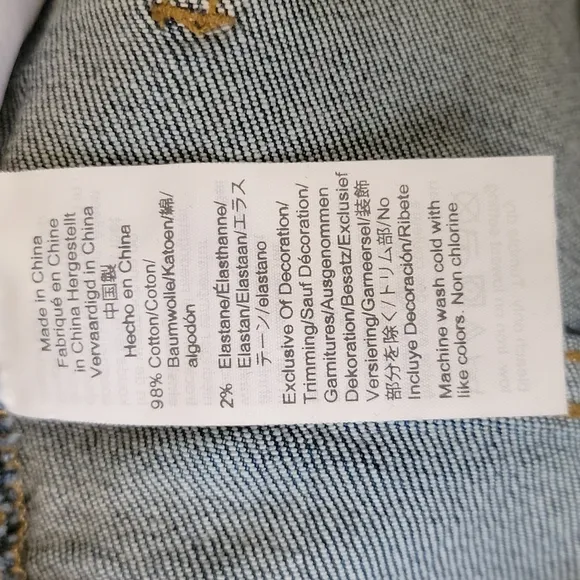 Made in China
Fabriqué en Chine
in China Hergestellt
Vervaardigd in China
中国製
Hecho en China
98% Cotton/Coton/
Baumwolle/Katoen/綿/
algodón
2% Elastane/Élasthanne/
Elastan/Elastaan/エラス
テーン/elastano
Exclusive Of Decoration/
Trimming/Sauf Décoration/
Garnitures/Ausgenommen
Dekoration/Besatz/Exclusief
Versiering/Garneersel/装飾
部分を除く/トリム部/No
Incluye Decoración/Ribete
Machine wash cold with
like colors. Non chlorine